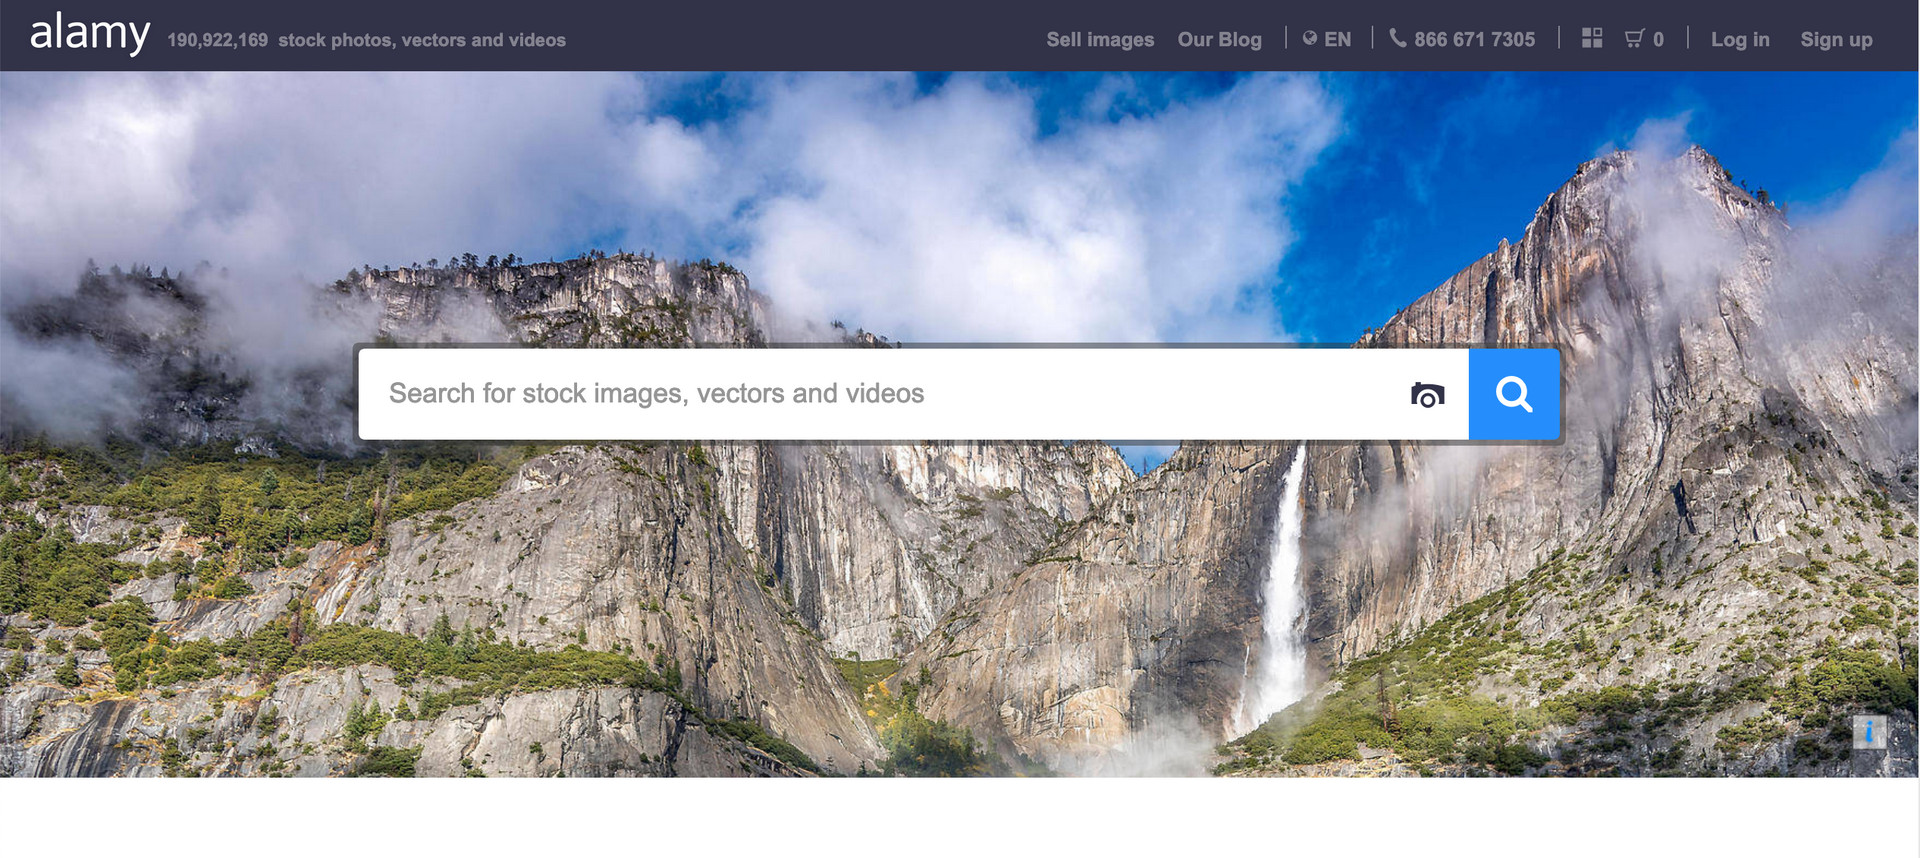 alamy 190,922,169 stock photos, vectors and videos Sell images Our Blog EN 866 671 7305 0 Log in Sign up
Search for stock images, vectors and videos
i